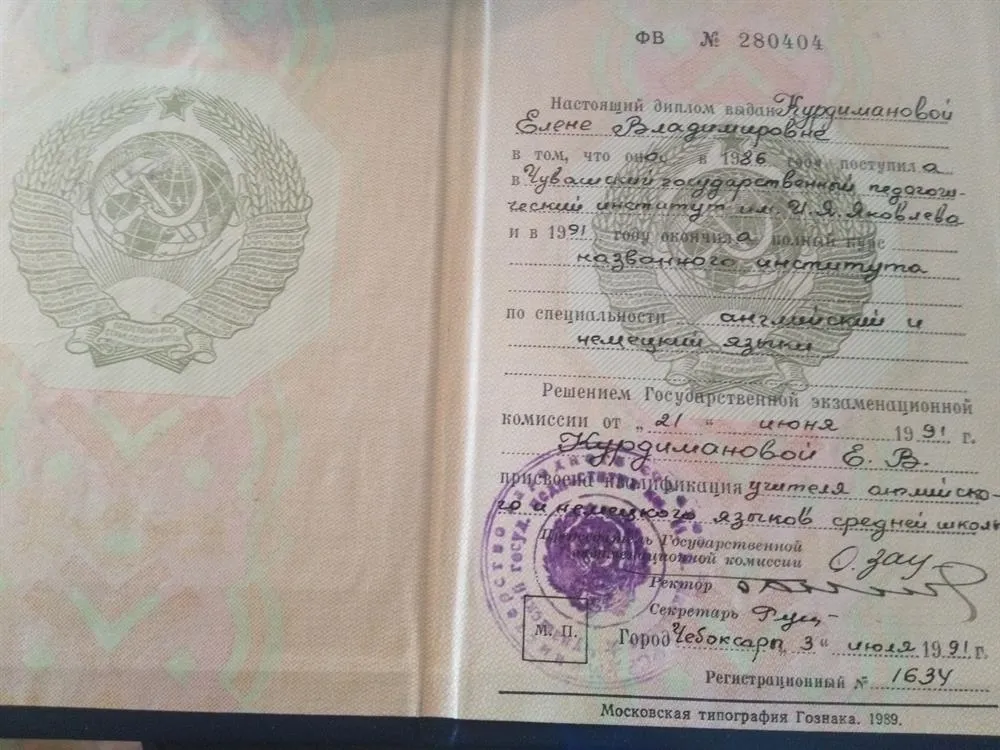 ФВ № 280404
Настоящий диплом выдан Курдимановой
Елене Владимировне
в том, что она в 1986 году поступила
в Чувашский государственный педагоги-
ческий институт им. И. Я. Яковлева
и в 1991 году окончила полный курс
названного института
по специальности английский и
немецкий языки
Решением Государственной экзаменационной
комиссии от „21“ июня 1991 г.
Курдимановой Е. В.
присвоена квалификация учителя английско-
го и немецкого языков средней школы
Председатель Государственной
экзаменационной комиссии
Ректор
Секретарь
М. П.
Город Чебоксары „3“ июля 1991 г.
Регистрационный № 1634
Московская типография Гознака. 1989.